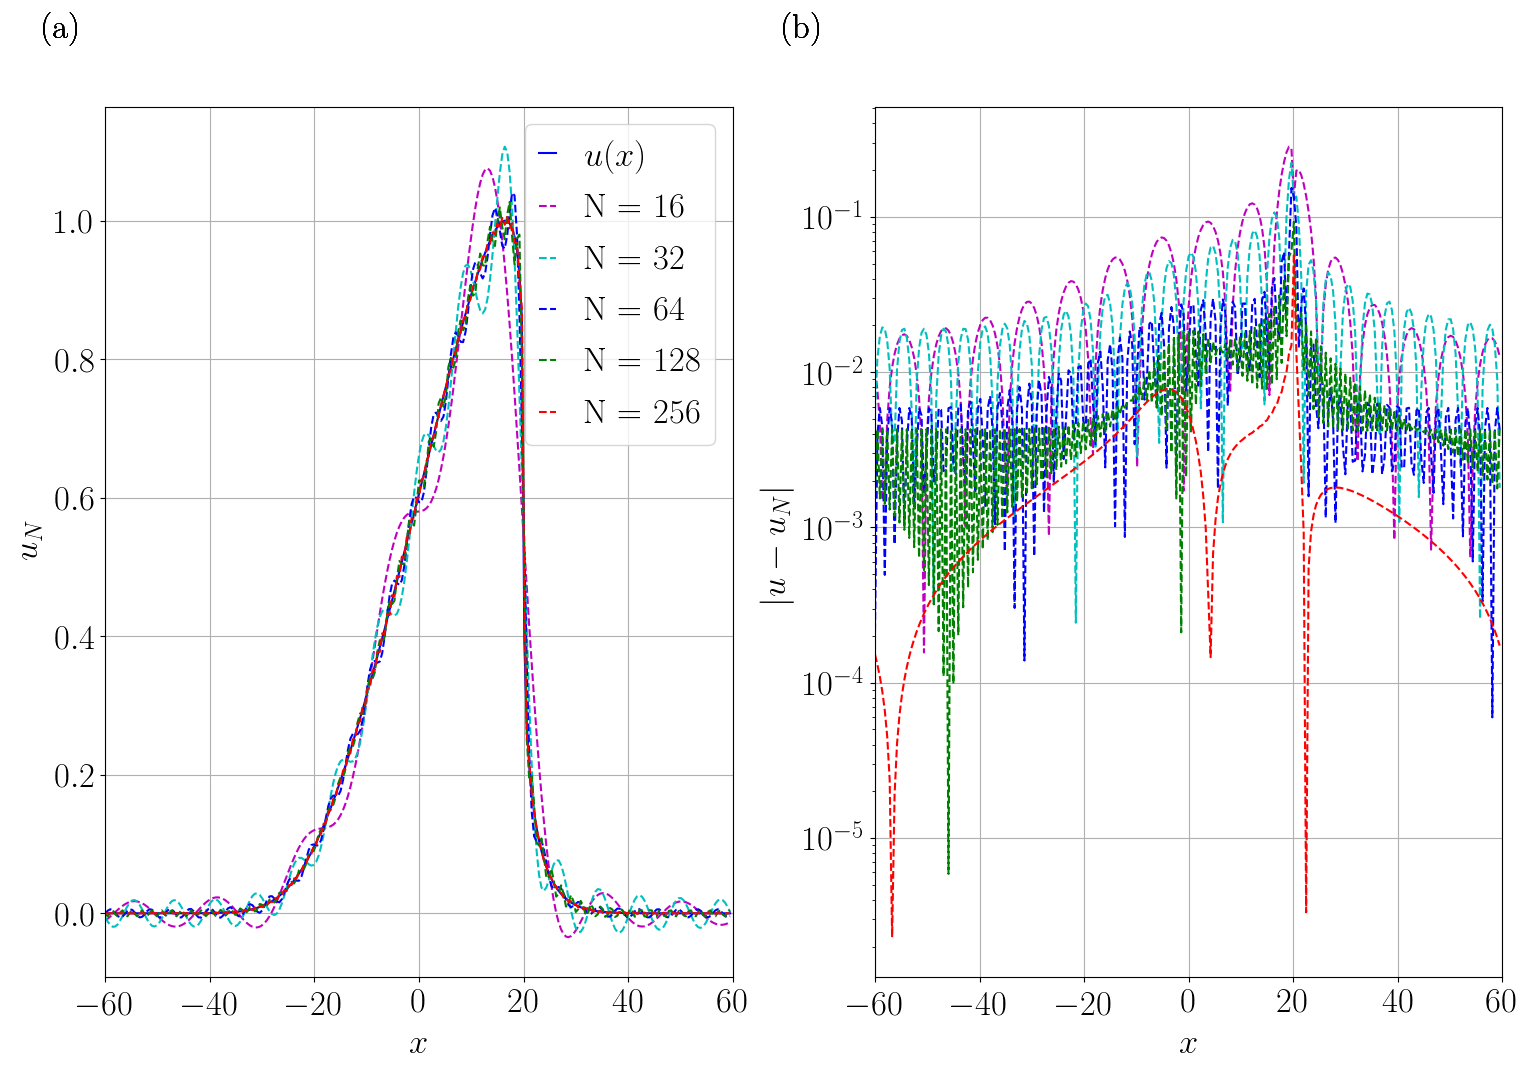 (a)
(b)
u(x)
N = 16
N = 32
N = 64
N = 128
N = 256
1.0
0.8
0.6
0.4
0.2
0.0
u_N
−60
−40
−20
0
20
40
60
x
10^{-1}
10^{-2}
10^{-3}
10^{-4}
10^{-5}
|u − u_N|
−60
−40
−20
0
20
40
60
x